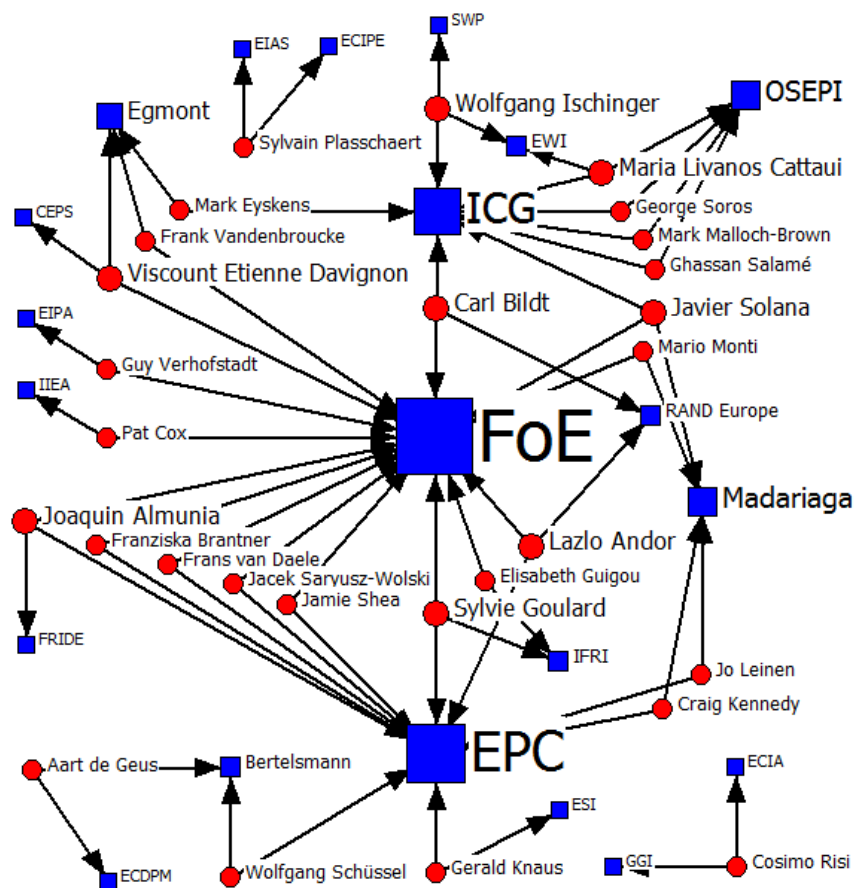 SWP
EIAS
ECIPE
OSEPI
Egmont
Wolfgang Ischinger
Sylvain Plasschaert
EWI
Maria Livanos Cattaui
Mark Eyskens
ICG
George Soros
CEPS
Frank Vandenbroucke
Mark Malloch-Brown
Viscount Etienne Davignon
Ghassan Salamé
Carl Bildt
Javier Solana
EIPA
Guy Verhofstadt
Mario Monti
IIEA
RAND Europe
Pat Cox
FoE
Madariaga
Joaquin Almunia
Franziska Brantner
Lazlo Andor
Frans van Daele
Jacek Saryusz-Wolski
Elisabeth Guigou
Jamie Shea
Sylvie Goulard
FRIDE
IFRI
Jo Leinen
Craig Kennedy
EPC
Aart de Geus
Bertelsmann
ECIA
ESI
ECDPM
Wolfgang Schüssel
Gerald Knaus
GGI
Cosimo Risi